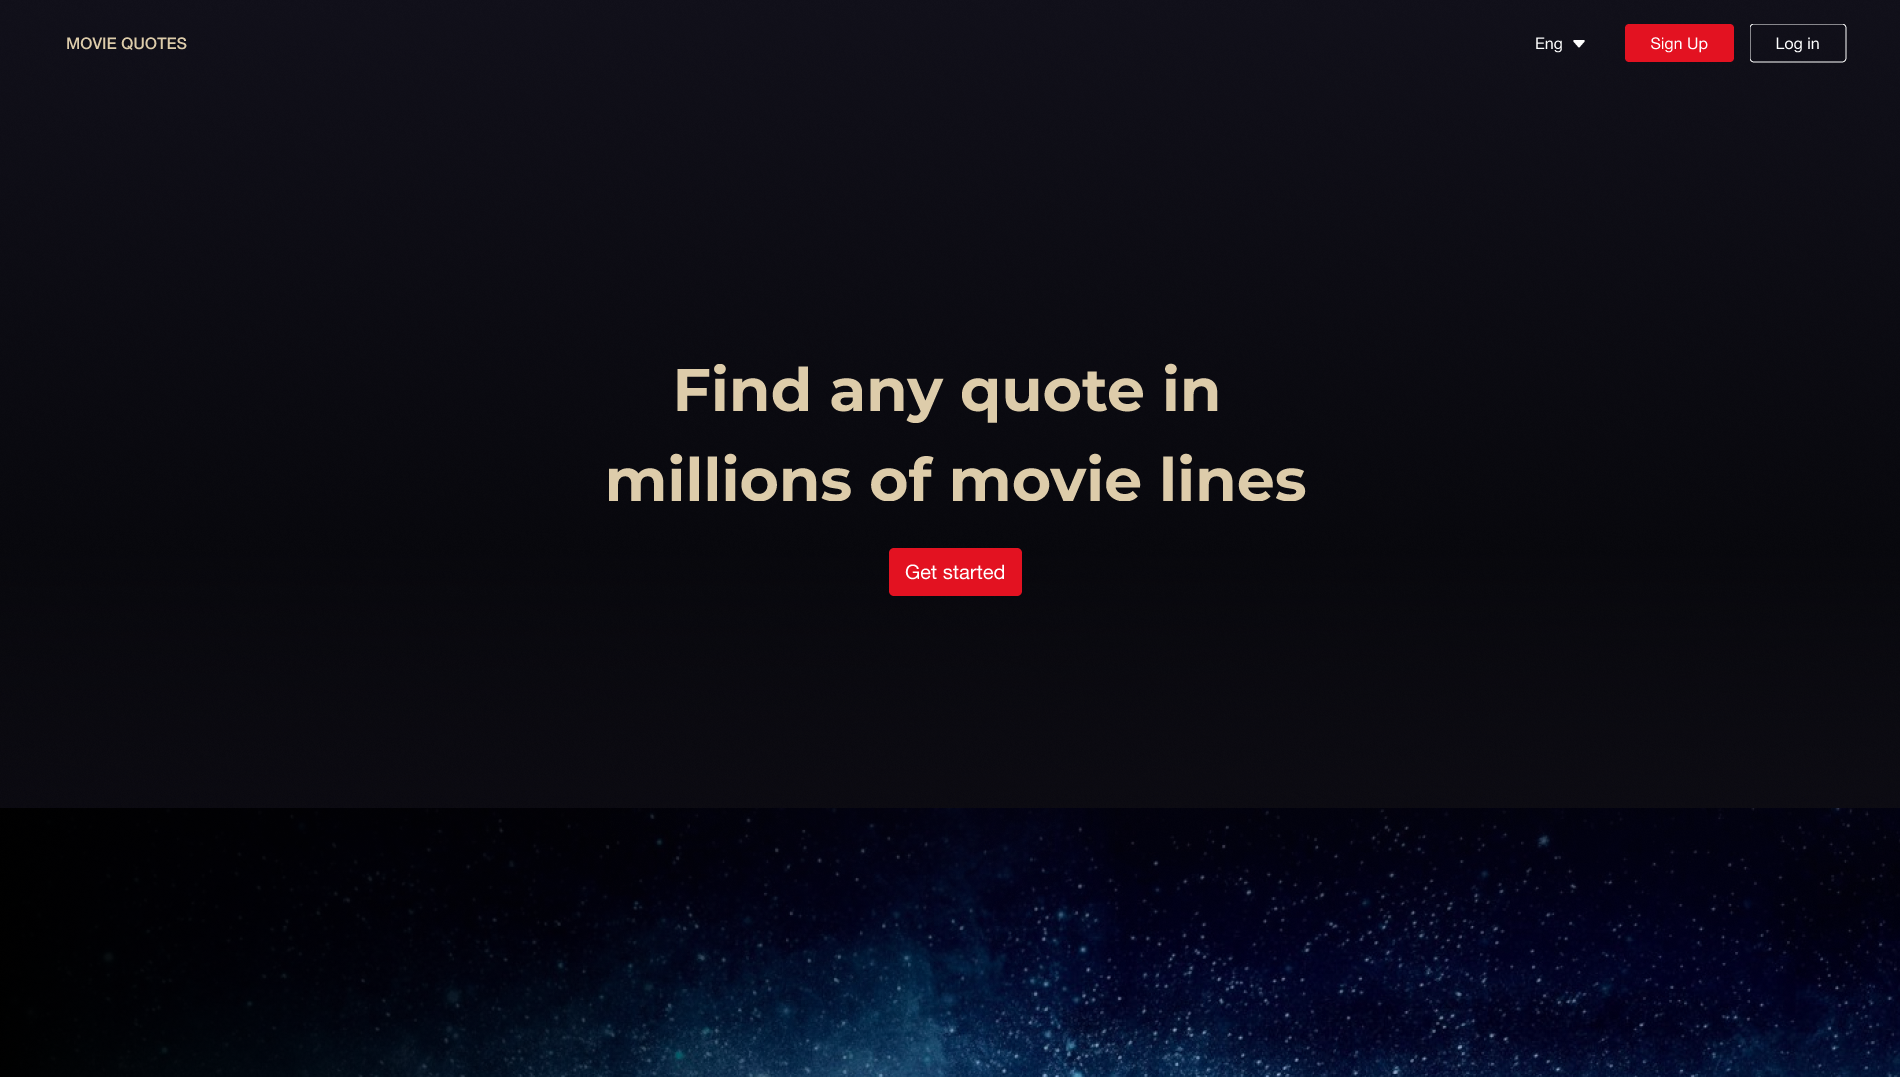 MOVIE QUOTES
Eng
Sign Up
Log in
Find any quote in
millions of movie lines
Get started